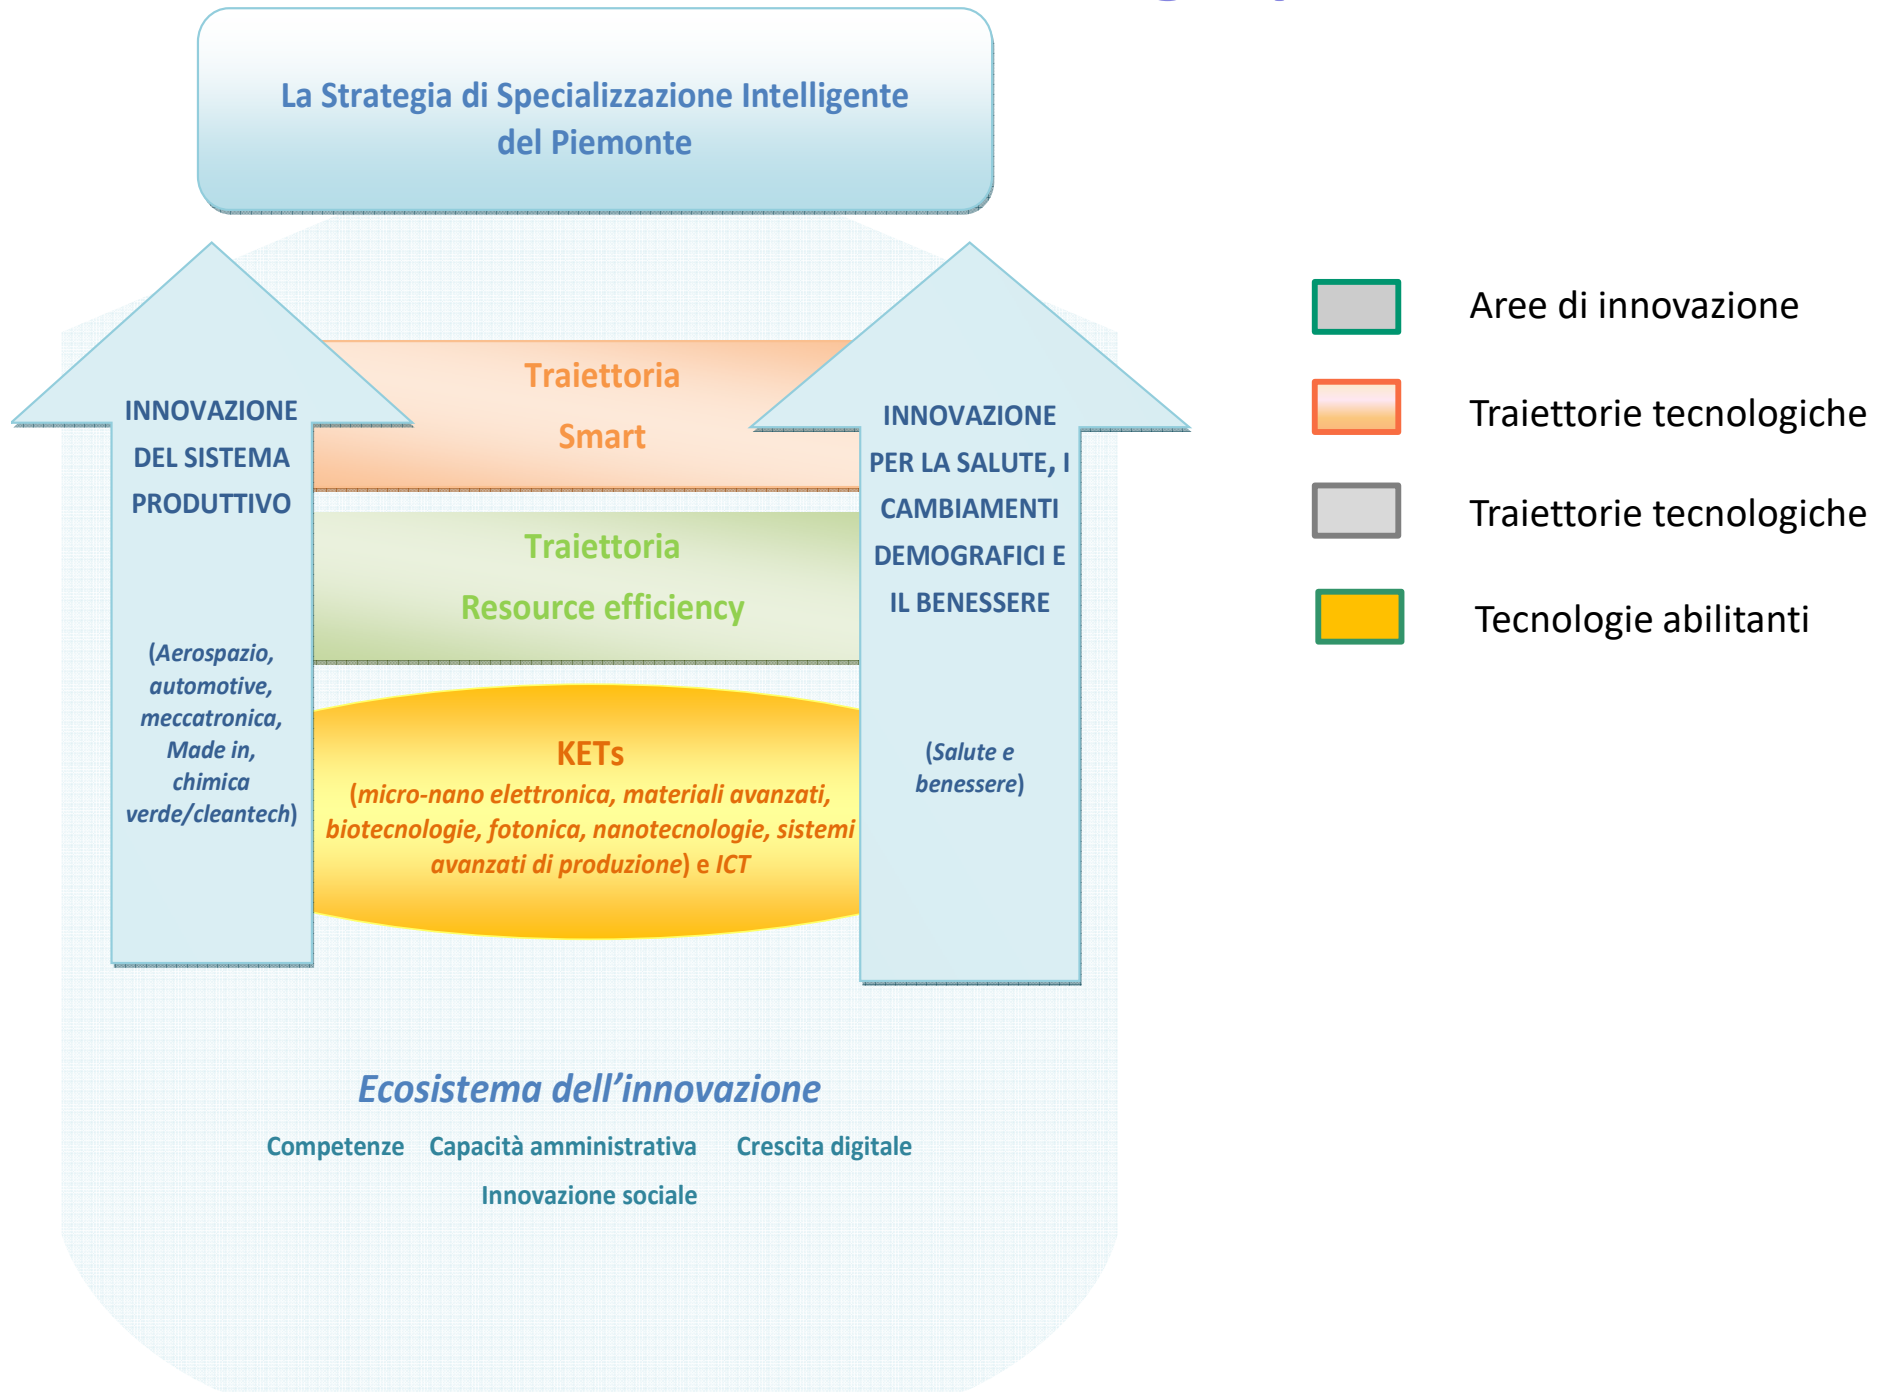 La Strategia di Specializzazione Intelligente
del Piemonte
INNOVAZIONE
DEL SISTEMA
PRODUTTIVO
(Aerospazio,
automotive,
meccatronica,
Made in,
chimica
verde/cleantech)
Traiettoria
Smart
Traiettoria
Resource efficiency
KETs
(micro-nano elettronica, materiali avanzati,
biotecnologie, fotonica, nanotecnologie, sistemi
avanzati di produzione) e ICT
INNOVAZIONE
PER LA SALUTE, I
CAMBIAMENTI
DEMOGRAFICI E
IL BENESSERE
(Salute e
benessere)
Ecosistema dell’innovazione
Competenze Capacità amministrativa Crescita digitale
Innovazione sociale
Aree di innovazione
Traiettorie tecnologiche
Traiettorie tecnologiche
Tecnologie abilitanti